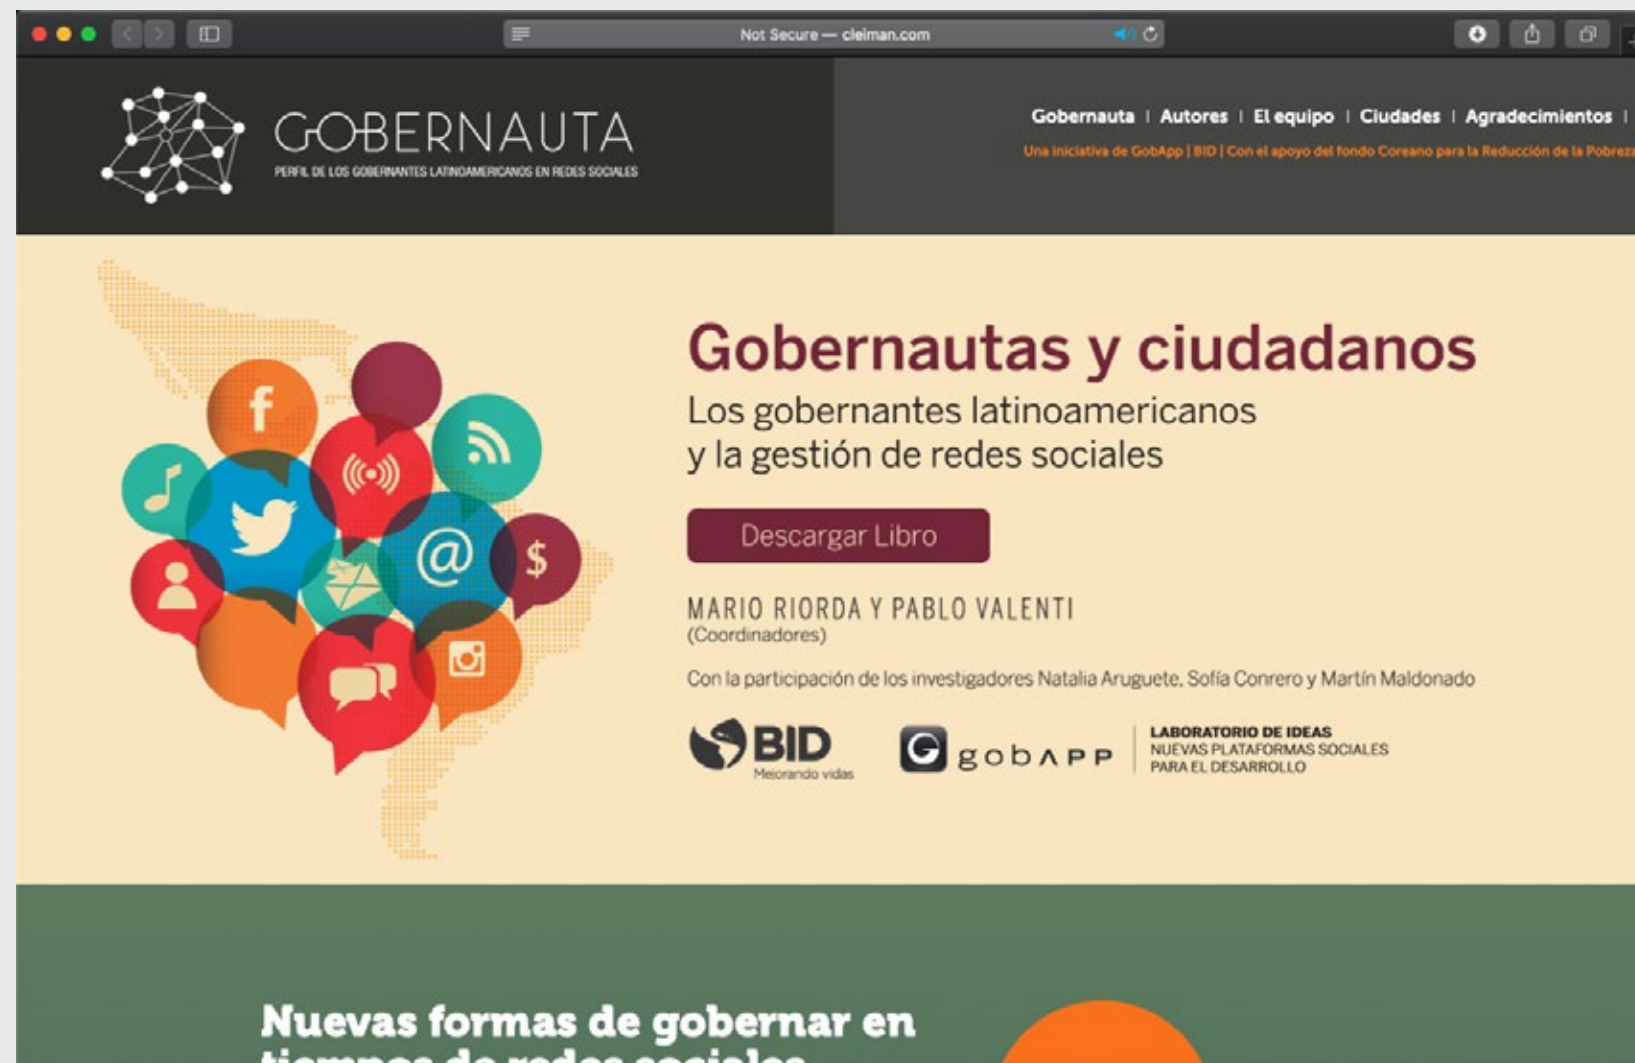 Not Secure — cleiman.com
GOBERNAUTA
PERFIL DE LOS GOBERNANTES LATINOAMERICANOS EN REDES SOCIALES
Gobernauta | Autores | El equipo | Ciudades | Agradecimientos |
Una iniciativa de GobApp | BID | Con el apoyo del fondo Coreano para la Reducción de la Pobreza
f
@
$
Gobernautas y ciudadanos
Los gobernantes latinoamericanos
y la gestión de redes sociales
Descargar Libro
MARIO RIORDA Y PABLO VALENTI
(Coordinadores)
Con la participación de los investigadores Natalia Aruguete, Sofía Conrero y Martín Maldonado
BID
Mejorando vidas
G gobAPP
LABORATORIO DE IDEAS
NUEVAS PLATAFORMAS SOCIALES
PARA EL DESARROLLO
Nuevas formas de gobernar en
tiempos de redes sociales